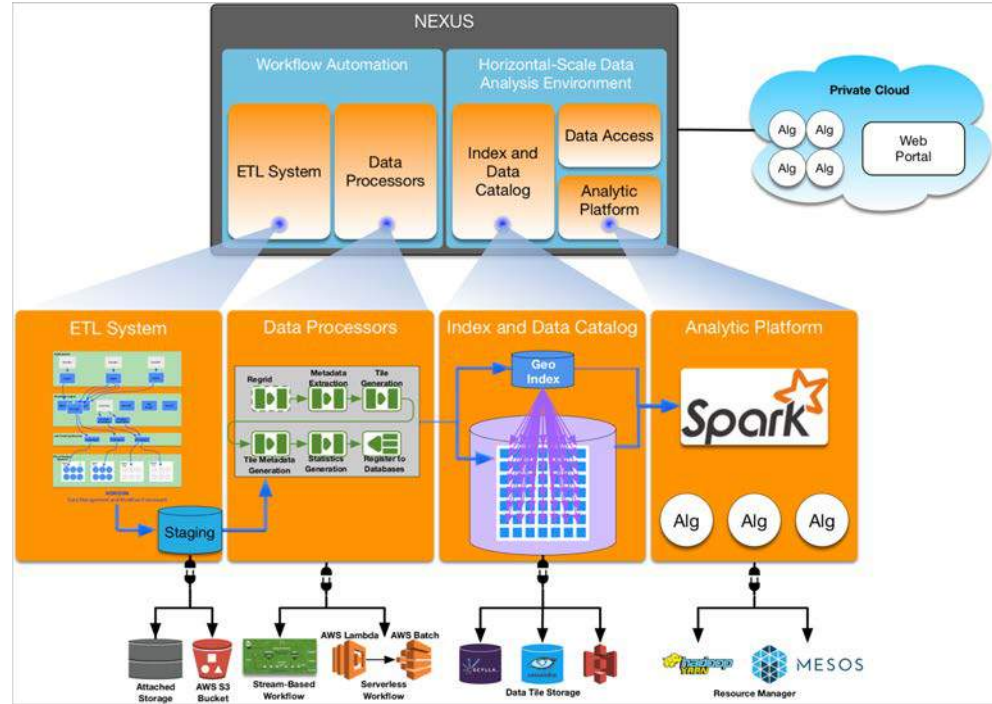 NEXUS
Workflow Automation
Horizontal-Scale Data
Analysis Environment
ETL System
Data
Processors
Index and
Data
Catalog
Data Access
Analytic
Platform
Private Cloud
Alg
Alg
Alg
Alg
Web
Portal
ETL System
Staging
Data Processors
Regrid
Metadata
Extraction
Tile
Generation
Tile Metadata
Generation
Statistics
Generation
Register to
Databases
Index and Data Catalog
Geo
Index
Analytic Platform
Spark
Alg
Alg
Alg
Attached
Storage
AWS S3
Bucket
Stream-Based
Workflow
AWS Lambda
AWS Batch
Serverless
Workflow
SCYLLA
cassandra
Data Tile Storage
hadoop
YARN
MESOS
Resource Manager